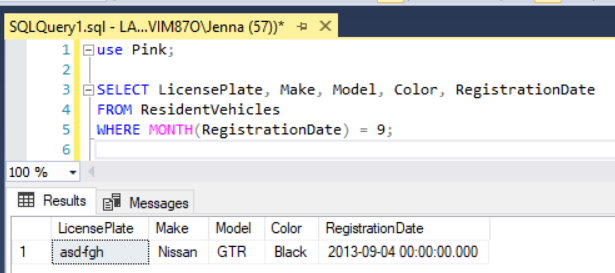 SQLQuery1.sql - LA...VIM87O\Jenna (57))*
1 use Pink;
2
3 SELECT LicensePlate, Make, Model, Color, RegistrationDate
4 FROM ResidentVehicles
5 WHERE MONTH(RegistrationDate) = 9;
6
100 %
Results Messages
LicensePlate Make Model Color RegistrationDate
1 asd-fgh Nissan GTR Black 2013-09-04 00:00:00.000